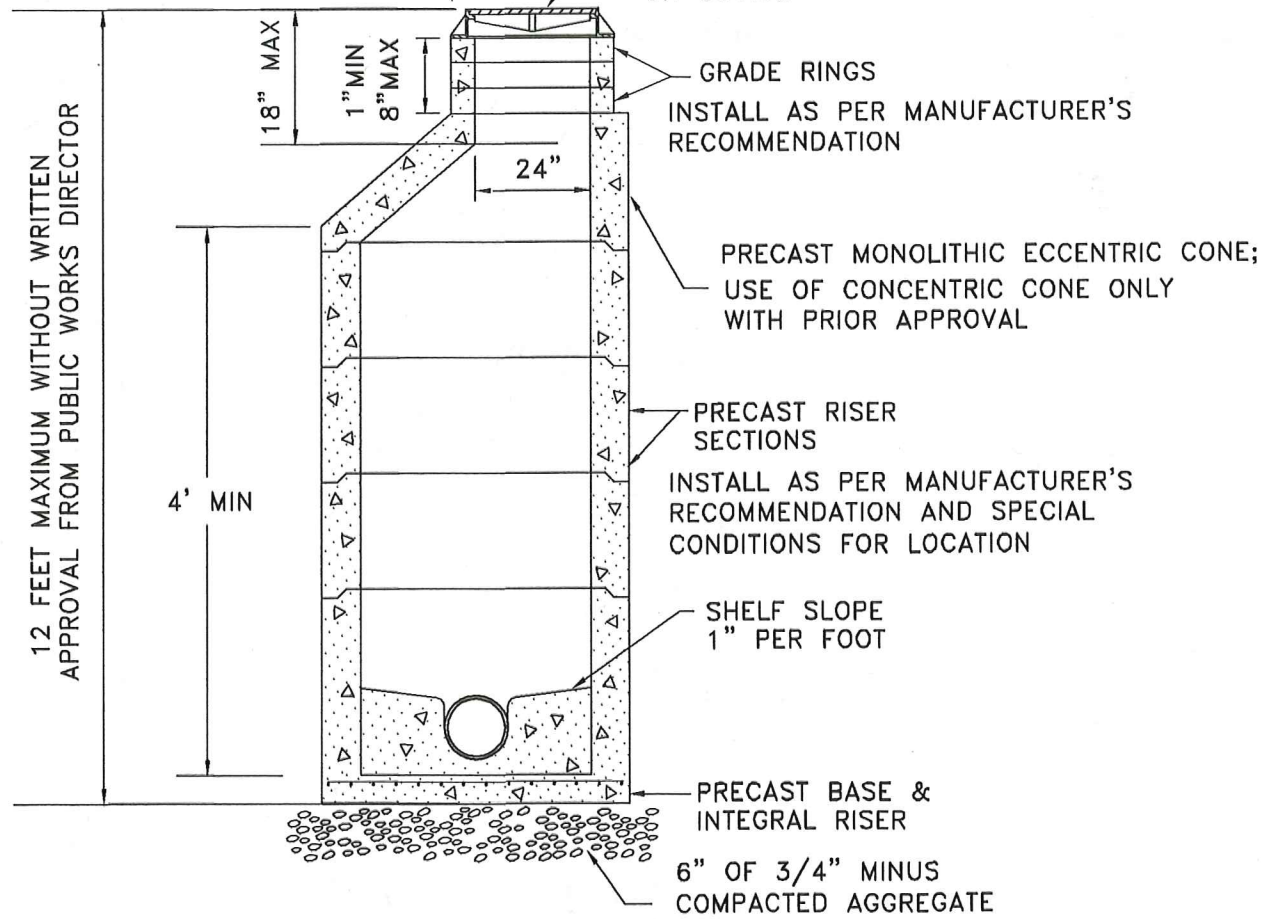 18" MAX
1" MIN
8" MAX
GRADE RINGS
INSTALL AS PER MANUFACTURER'S
RECOMMENDATION
24"
12 FEET MAXIMUM WITHOUT WRITTEN
APPROVAL FROM PUBLIC WORKS DIRECTOR
PRECAST MONOLITHIC ECCENTRIC CONE;
USE OF CONCENTRIC CONE ONLY
WITH PRIOR APPROVAL
4' MIN
PRECAST RISER
SECTIONS
INSTALL AS PER MANUFACTURER'S
RECOMMENDATION AND SPECIAL
CONDITIONS FOR LOCATION
SHELF SLOPE
1" PER FOOT
PRECAST BASE &
INTEGRAL RISER
6" OF 3/4" MINUS
COMPACTED AGGREGATE